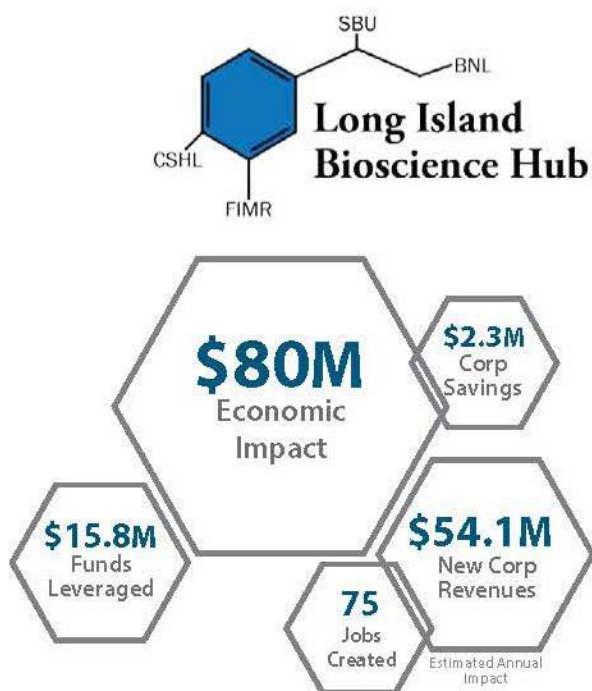 SBU
BNL
Long Island
Bioscience Hub
CSHL
FIMR
$80M
Economic
Impact
$2.3M
Corp
Savings
$15.8M
Funds
Leveraged
$54.1M
New Corp
Revenues
75
Jobs
Created
Estimated Annual
Impact